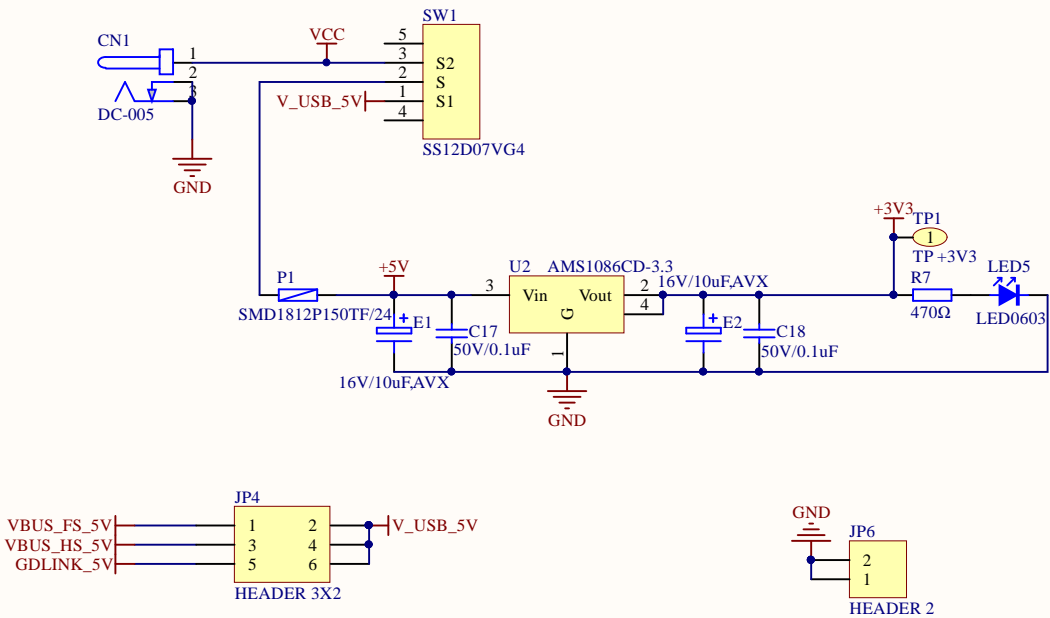 SW1
CN1
VCC
1
2
3
DC-005
GND
5
3 S2
2 S
V_USB_5V 1 S1
4
SS12D07VG4
+3V3
TP1
1
TP +3V3
P1
SMD1812P150TF/24
+5V
U2 AMS1086CD-3.3
3 Vin Vout 2
4
G
1
16V/10uF,AVX
E1
C17
50V/0.1uF
16V/10uF,AVX
E2
C18
50V/0.1uF
R7
470Ω
LED5
LED0603
GND
JP4
VBUS_FS_5V 1 2 V_USB_5V
VBUS_HS_5V 3 4
GDLINK_5V 5 6
HEADER 3X2
GND
JP6
2
1
HEADER 2